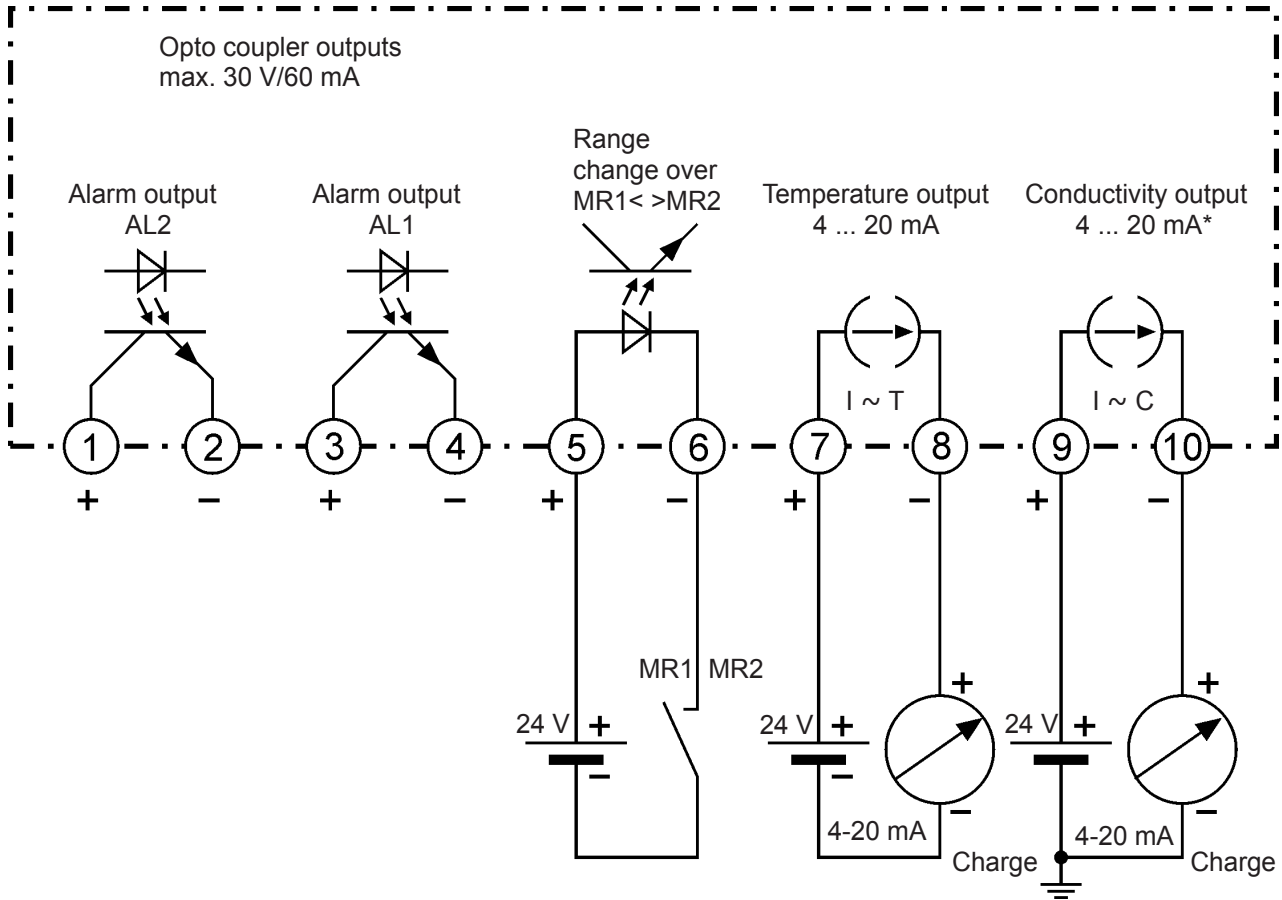 Opto coupler outputs
max. 30 V/60 mA
Range
change over
MR1< >MR2
Alarm output
AL2
Alarm output
AL1
Temperature output
4 ... 20 mA
Conductivity output
4 ... 20 mA*
I ~ T
I ~ C
1 2 3 4 5 6 7 8 9 10
+ − + − + − + − + −
MR1 MR2
24 V + −
24 V + −
+ −
4-20 mA
Charge
24 V + −
+ −
4-20 mA
Charge